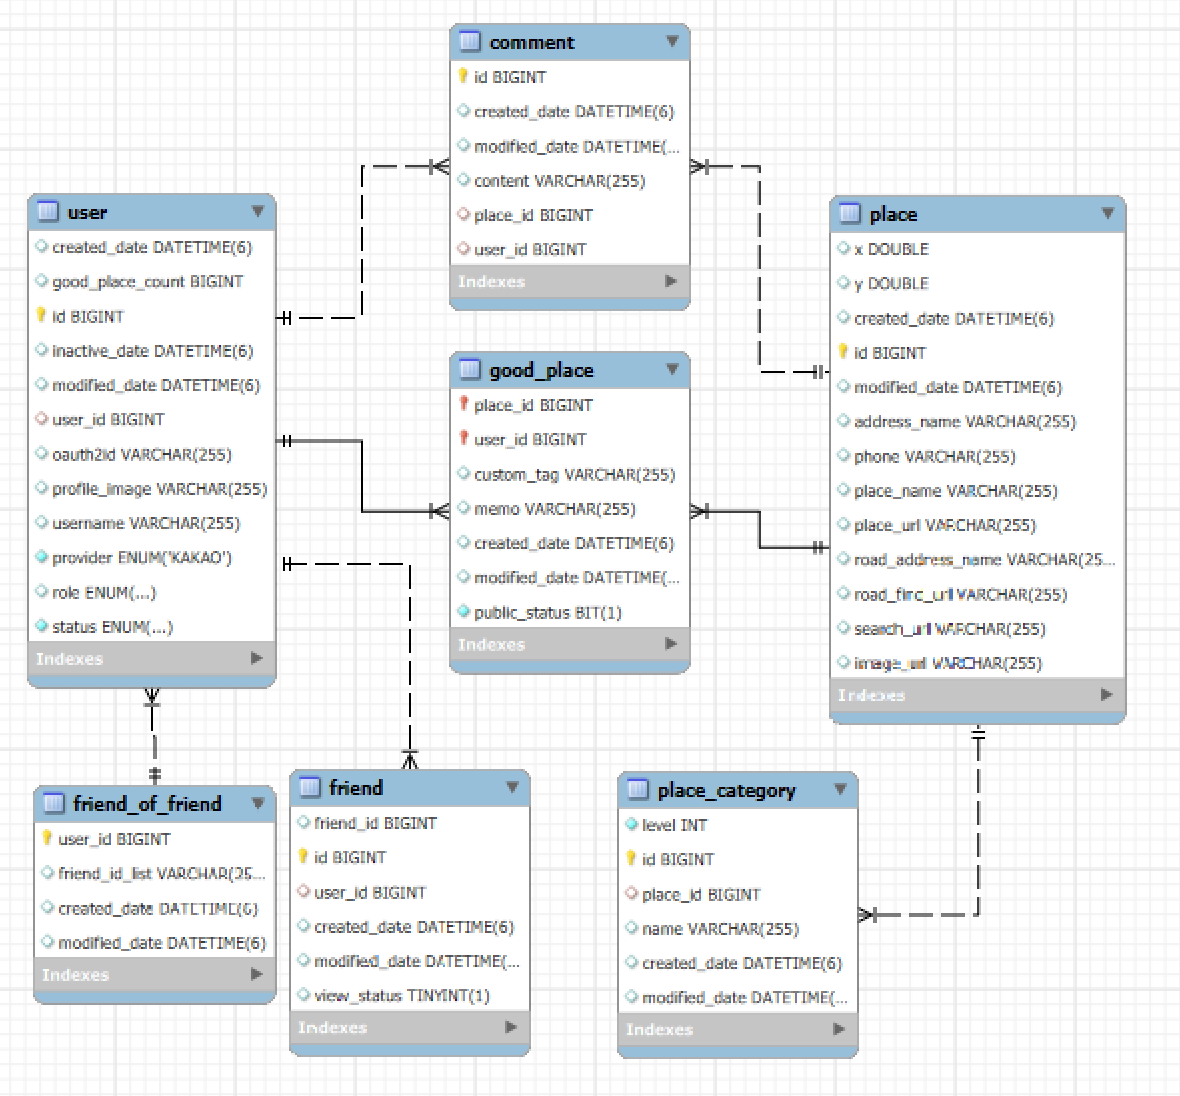 comment
id BIGINT
created_date DATETIME(6)
modified_date DATETIME(...
content VARCHAR(255)
place_id BIGINT
user_id BIGINT
Indexes
user
created_date DATETIME(6)
good_place_count BIGINT
id BIGINT
inactive_date DATETIME(6)
modified_date DATETIME(6)
user_id BIGINT
oauth2id VARCHAR(255)
profile_image VARCHAR(255)
username VARCHAR(255)
provider ENUM('KAKAO')
role ENUM(...)
status ENUM(...)
Indexes
good_place
place_id BIGINT
user_id BIGINT
custom_tag VARCHAR(255)
memo VARCHAR(255)
created_date DATETIME(6)
modified_date DATETIME(...
public_status BIT(1)
Indexes
place
x DOUBLE
y DOUBLE
created_date DATETIME(6)
id BIGINT
modified_date DATETIME(6)
address_name VARCHAR(255)
phone VARCHAR(255)
place_name VARCHAR(255)
place_url VARCHAR(255)
road_address_name VARCHAR(25...
road_find_url VARCHAR(255)
search_url VARCHAR(255)
image_url VARCHAR(255)
Indexes
friend_of_friend
user_id BIGINT
friend_id_list VARCHAR(25...
created_date DATETIME(6)
modified_date DATETIME(6)
Indexes
friend
friend_id BIGINT
id BIGINT
user_id BIGINT
created_date DATETIME(6)
modified_date DATETIME(...
view_status TINYINT(1)
Indexes
place_category
level INT
id BIGINT
place_id BIGINT
name VARCHAR(255)
created_date DATETIME(6)
modified_date DATETIME(...
Indexes